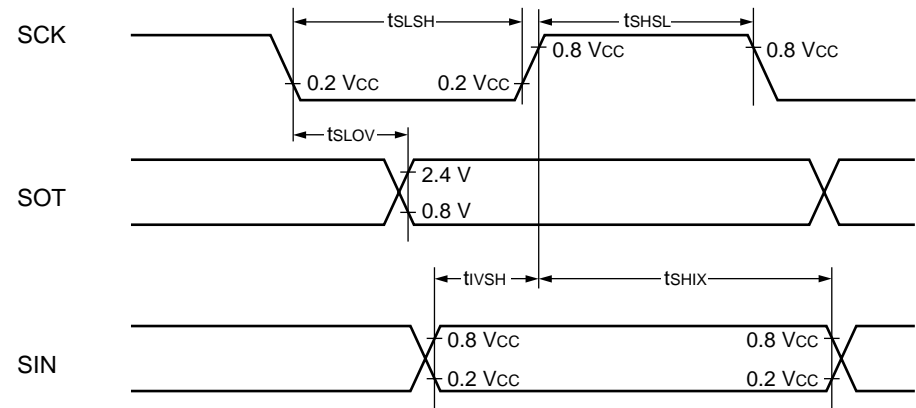 tSLSH tSHSL
SCK
0.8 VCC 0.8 VCC
0.2 VCC 0.2 VCC
tSLOV
2.4 V
SOT
0.8 V
tIVSH tSHIX
0.8 VCC 0.8 VCC
SIN
0.2 VCC 0.2 VCC